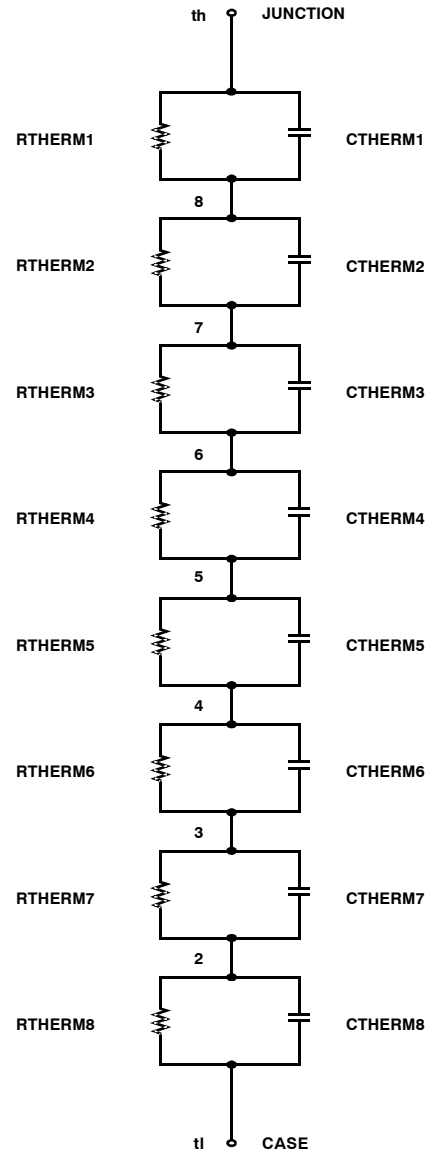 th JUNCTION
RTHERM1 CTHERM1
8
RTHERM2 CTHERM2
7
RTHERM3 CTHERM3
6
RTHERM4 CTHERM4
5
RTHERM5 CTHERM5
4
RTHERM6 CTHERM6
3
RTHERM7 CTHERM7
2
RTHERM8 CTHERM8
tl CASE